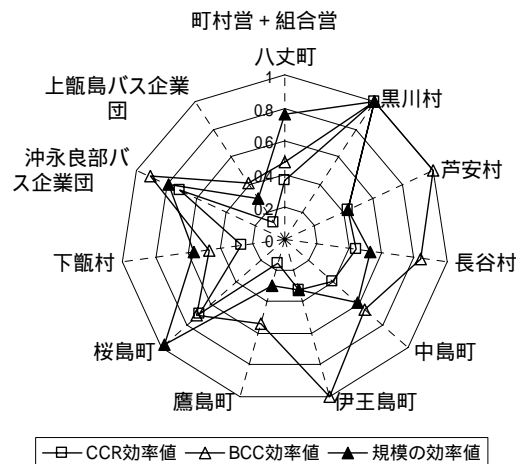 町村営 + 組合営
八丈町
黒川村
芦安村
長谷村
中島町
伊王島町
鷹島町
桜島町
下甑村
沖永良部バ
ス企業団
上甑島バス企業
団
1
0.8
0.6
0.4
0.2
0
CCR効率値
BCC効率値
規模の効率値